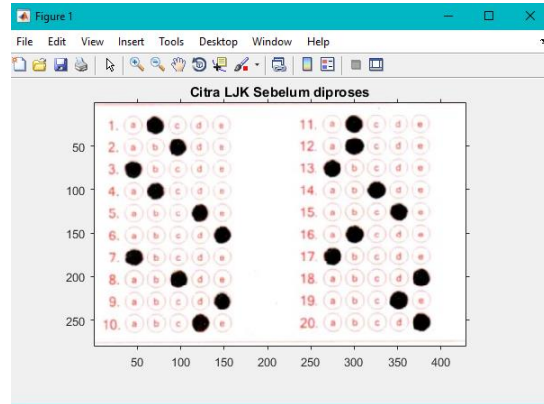 Figure 1
File Edit View Insert Tools Desktop Window Help
Citra LJK Sebelum diproses
1. a c d e 11. a c d e
2. a b d e 12. a c d e
3. b c d e 13. b c d e
4. a c d e 14. a b d e
5. a b c e 15. a b c e
6. a b c d 16. a c d e
7. b c d e 17. b c d e
8. a b d e 18. a b c d
9. a b c d 19. a b c e
10. a b c e 20. a b c d
50
100
150
200
250
50 100 150 200 250 300 350 400